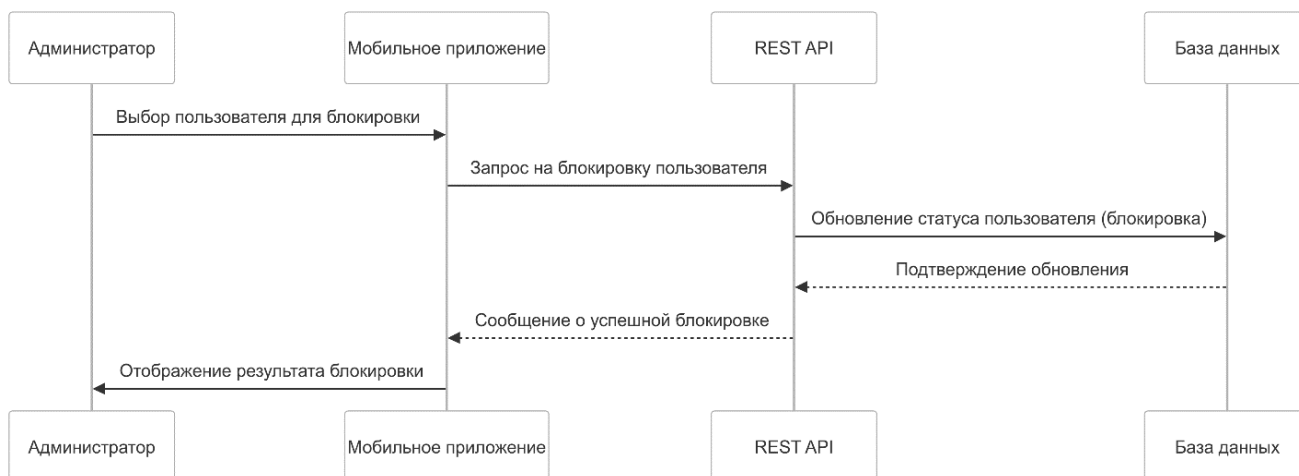 Администратор
Мобильное приложение
REST API
База данных
Выбор пользователя для блокировки
Запрос на блокировку пользователя
Обновление статуса пользователя (блокировка)
Подтверждение обновления
Сообщение о успешной блокировке
Отображение результата блокировки
Администратор
Мобильное приложение
REST API
База данных